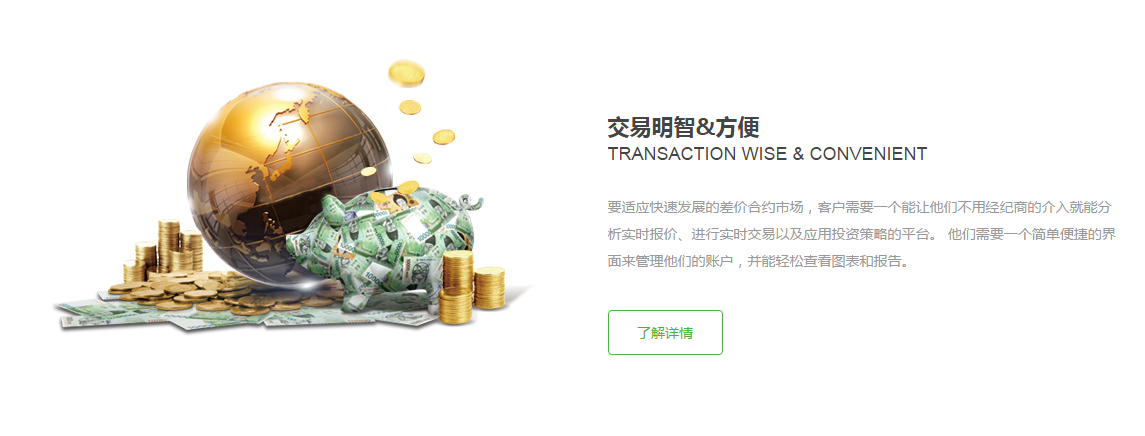 交易明智&方便
TRANSACTION WISE & CONVENIENT
要适应快速发展的差价合约市场，客户需要一个能让他们不用经纪商的介入就能分
析实时报价、进行实时交易以及应用投资策略的平台。 他们需要一个简单便捷的界
面来管理他们的账户，并能轻松查看图表和报告。
了解详情